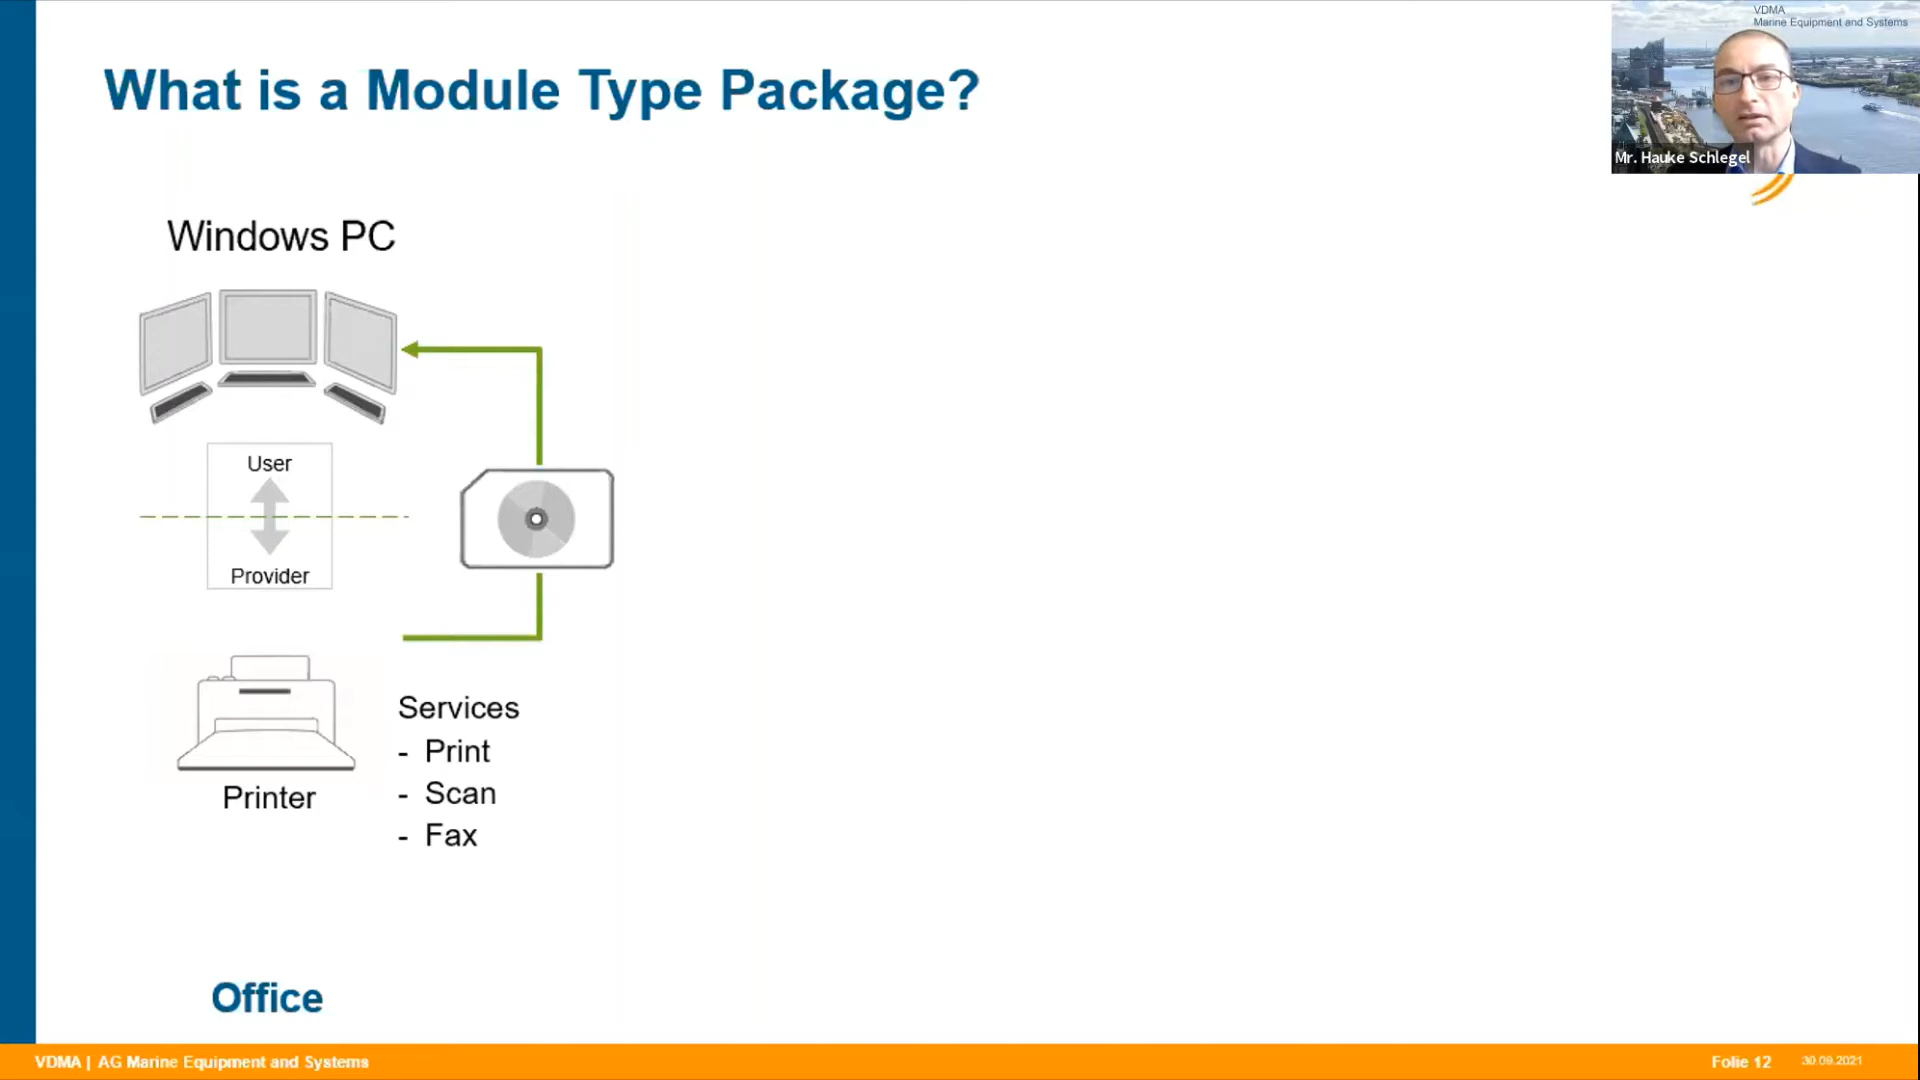 What is a Module Type Package?
VDMA
Marine Equipment and Systems
Mr. Hauke Schlegel
Windows PC
User
Provider
Services
- Print
- Scan
- Fax
Printer
Office
VDMA | AG Marine Equipment and Systems
Folie 12
30.09.2021